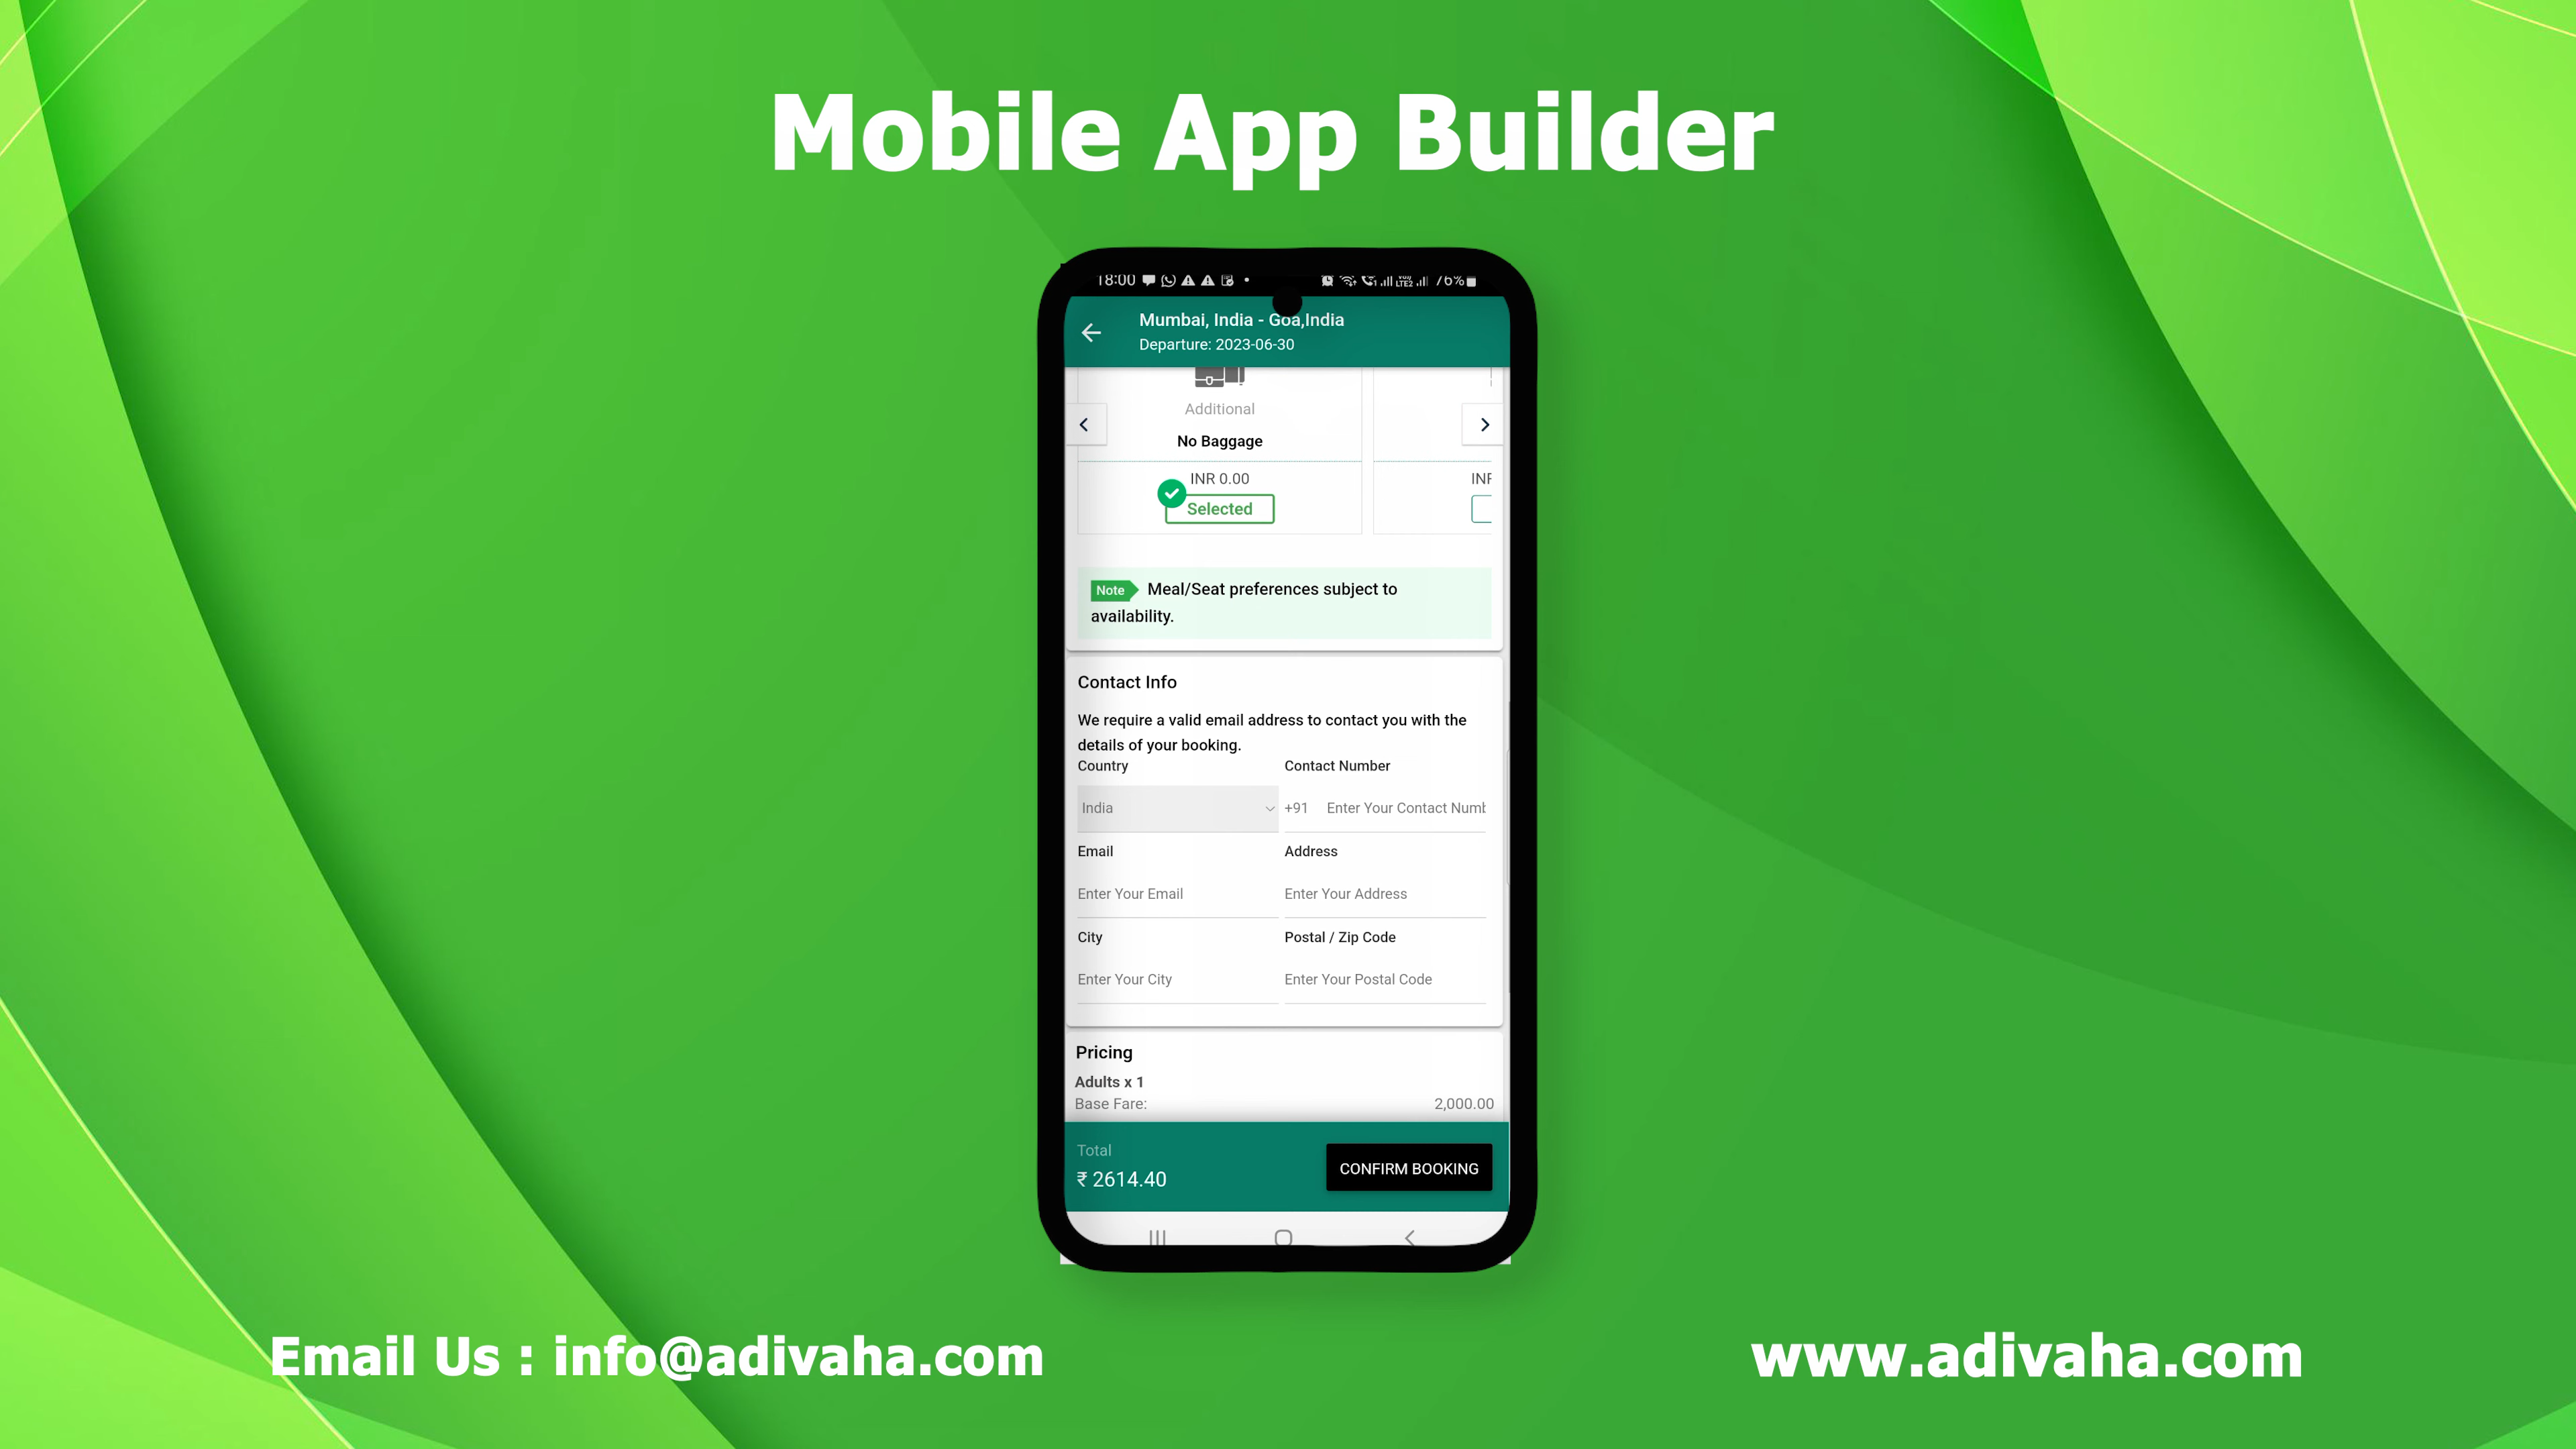 Mobile App Builder
18:00
76%
Mumbai, India - Goa,India
Departure: 2023-06-30
Additional
No Baggage
INR 0.00
INR
Selected
Note Meal/Seat preferences subject to
availability.
Contact Info
We require a valid email address to contact you with the
details of your booking.
Country Contact Number
India +91 Enter Your Contact Numb
Email Address
Enter Your Email Enter Your Address
City Postal / Zip Code
Enter Your City Enter Your Postal Code
Pricing
Adults x 1
Base Fare: 2,000.00
Total
₹ 2614.40
CONFIRM BOOKING
Email Us : info@adivaha.com
www.adivaha.com